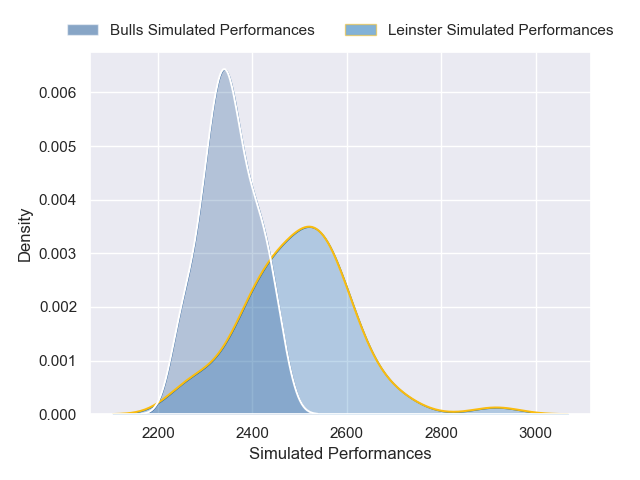 Bulls Simulated Performances Leinster Simulated Performances
0.006
0.005
0.004
0.003
0.002
0.001
0.000
Density
2200 2400 2600 2800 3000
Simulated Performances